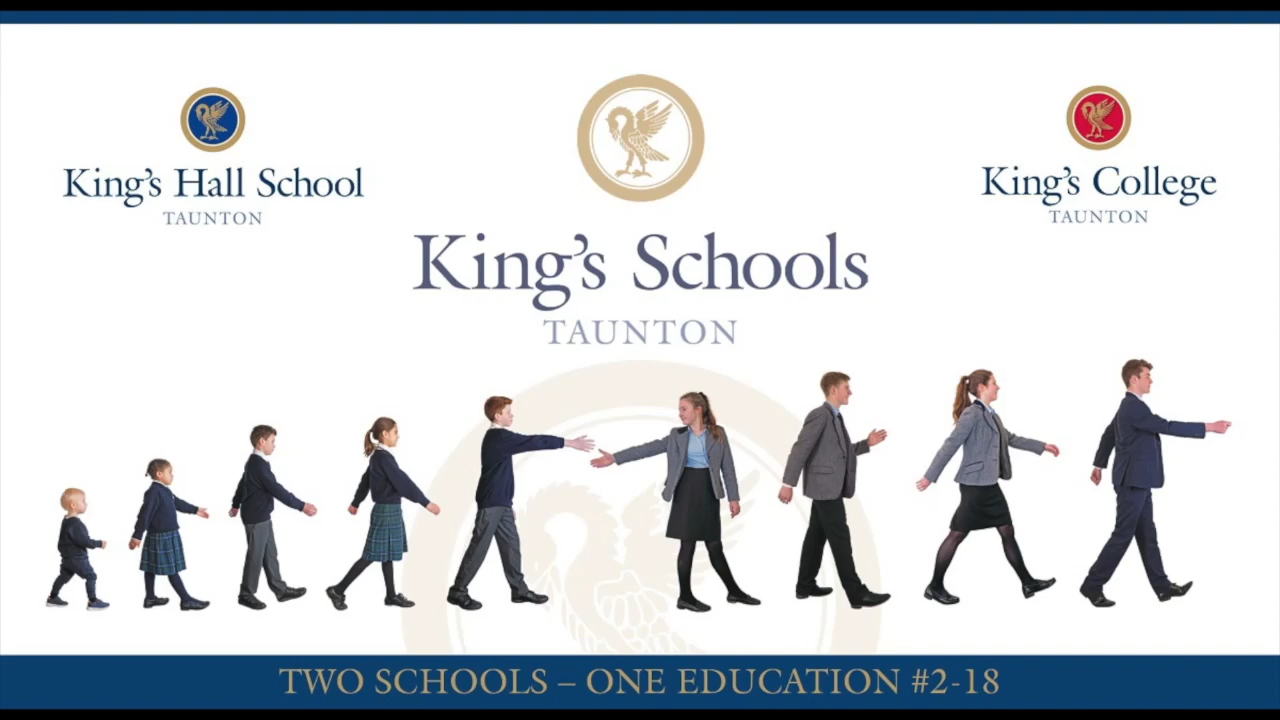 King's Hall School
TAUNTON
King's Schools
TAUNTON
King's College
TAUNTON
TWO SCHOOLS – ONE EDUCATION #2-18